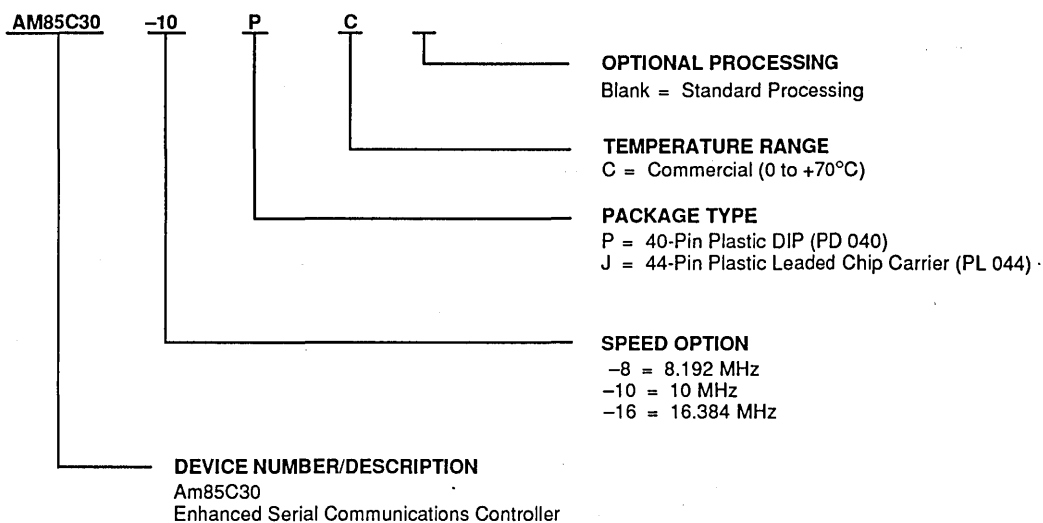 AM85C30 –10 P C
OPTIONAL PROCESSING
Blank = Standard Processing
TEMPERATURE RANGE
C = Commercial (0 to +70°C)
PACKAGE TYPE
P = 40-Pin Plastic DIP (PD 040)
J = 44-Pin Plastic Leaded Chip Carrier (PL 044)
SPEED OPTION
–8 = 8.192 MHz
–10 = 10 MHz
–16 = 16.384 MHz
DEVICE NUMBER/DESCRIPTION
Am85C30
Enhanced Serial Communications Controller